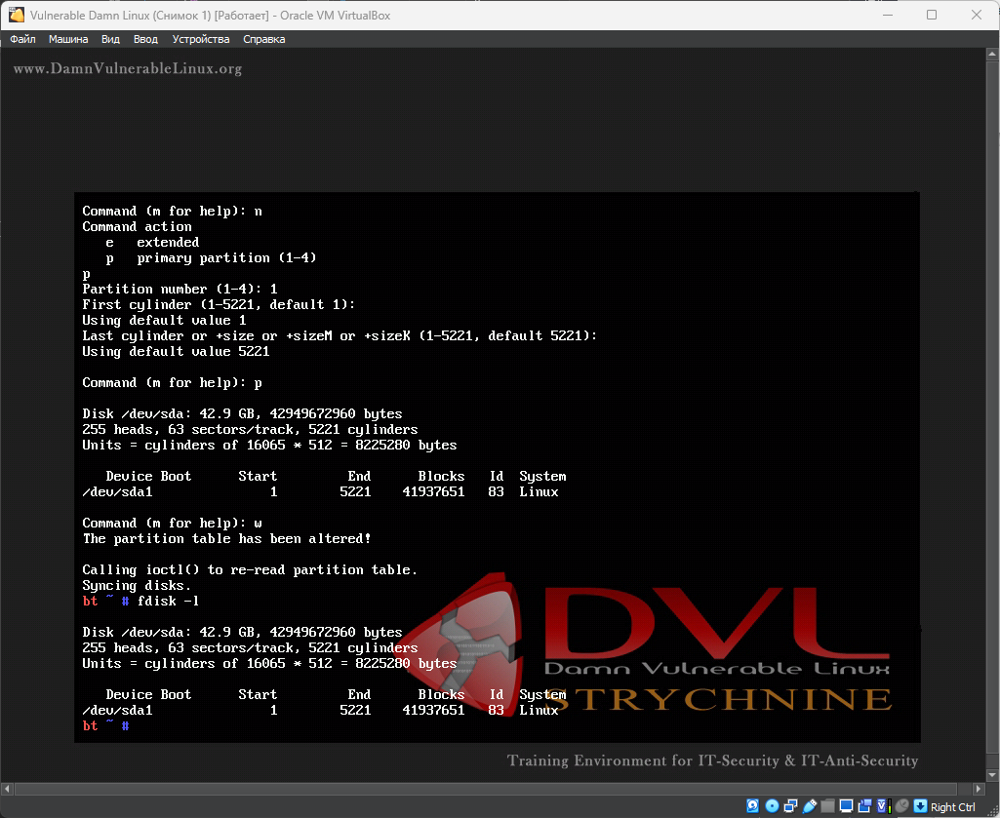 Vulnerable Damn Linux (Снимок 1) [Работает] - Oracle VM VirtualBox
Файл Машина Вид Ввод Устройства Справка
www.DamnVulnerableLinux.org
Command (m for help): n
Command action
e extended
p primary partition (1-4)
p
Partition number (1-4): 1
First cylinder (1-5221, default 1):
Using default value 1
Last cylinder or +size or +sizeM or +sizeK (1-5221, default 5221):
Using default value 5221
Command (m for help): p
Disk /dev/sda: 42.9 GB, 42949672960 bytes
255 heads, 63 sectors/track, 5221 cylinders
Units = cylinders of 16065 * 512 = 8225280 bytes
Device Boot Start End Blocks Id System
/dev/sda1 1 5221 41937651 83 Linux
Command (m for help): w
The partition table has been altered!
Calling ioctl() to re-read partition table.
Syncing disks.
bt ~ # fdisk -l
Disk /dev/sda: 42.9 GB, 42949672960 bytes
255 heads, 63 sectors/track, 5221 cylinders
Units = cylinders of 16065 * 512 = 8225280 bytes
Device Boot Start End Blocks Id System
/dev/sda1 1 5221 41937651 83 Linux
bt ~ #
DVL
Damn Vulnerable Linux
STRYCHNINE
Training Environment for IT-Security & IT-Anti-Security
Right Ctrl